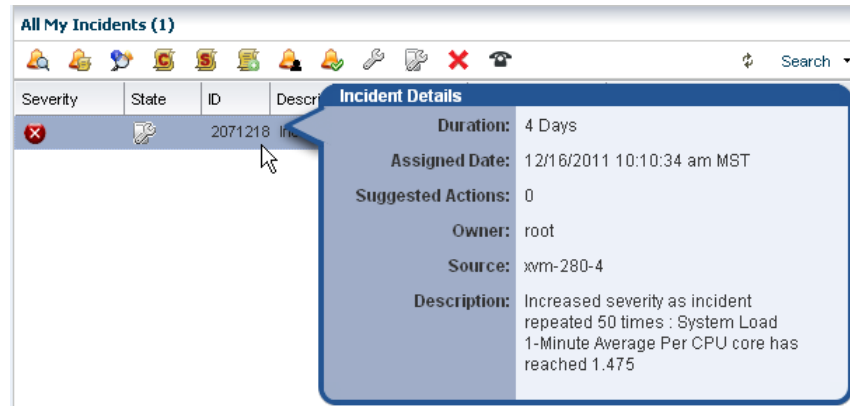 All My Incidents (1)
Search
Severity State ID Descri
Incident Details
2071218
Duration: 4 Days
Assigned Date: 12/16/2011 10:10:34 am MST
Suggested Actions: 0
Owner: root
Source: xvm-280-4
Description: Increased severity as incident
repeated 50 times : System Load
1-Minute Average Per CPU core has
reached 1.475